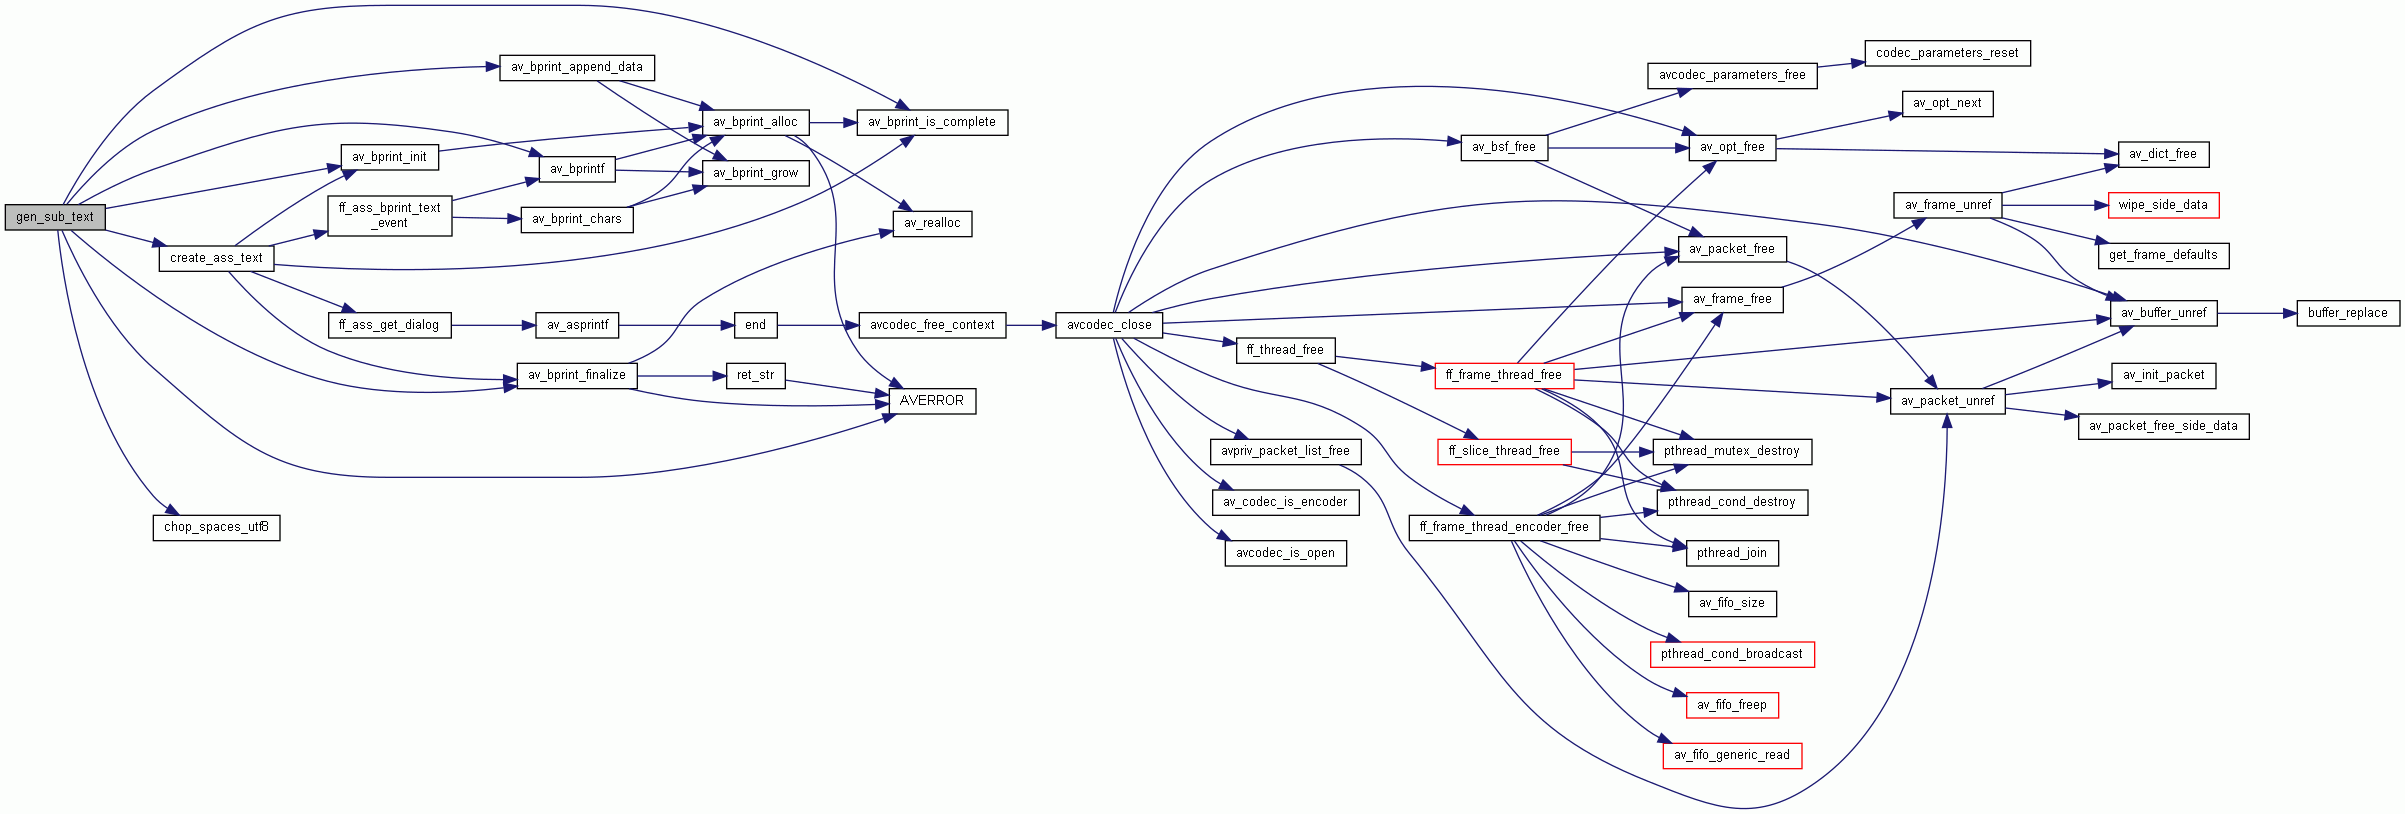 gen_sub_text
av_bprint_append_data
av_bprint_init
ff_ass_bprint_text
_event
create_ass_text
ff_ass_get_dialog
chop_spaces_utf8
av_bprintf
av_bprint_chars
av_asprintf
av_bprint_finalize
av_bprint_alloc
av_bprint_grow
end
ret_str
av_bprint_is_complete
av_realloc
avcodec_free_context
AVERROR
avcodec_close
ff_thread_free
avpriv_packet_list_free
av_codec_is_encoder
avcodec_is_open
av_bsf_free
ff_frame_thread_free
ff_slice_thread_free
ff_frame_thread_encoder_free
avcodec_parameters_free
av_opt_free
av_packet_free
av_frame_free
pthread_mutex_destroy
pthread_cond_destroy
pthread_join
av_fifo_size
pthread_cond_broadcast
av_fifo_freep
av_fifo_generic_read
codec_parameters_reset
av_opt_next
av_frame_unref
av_packet_unref
av_dict_free
wipe_side_data
get_frame_defaults
av_buffer_unref
av_init_packet
av_packet_free_side_data
buffer_replace